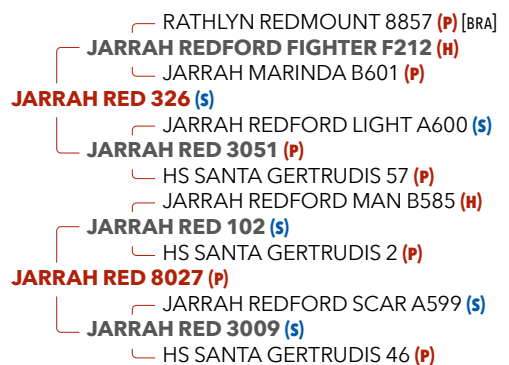 RATHLYN REDMOUNT 8857 (P) [BRA]
JARRAH REDFORD FIGHTER F212 (H)
JARRAH MARINDA B601 (P)
JARRAH RED 326 (S)
JARRAH REDFORD LIGHT A600 (S)
JARRAH RED 3051 (P)
HS SANTA GERTRUDIS 57 (P)
JARRAH REDFORD MAN B585 (H)
JARRAH RED 102 (S)
HS SANTA GERTRUDIS 2 (P)
JARRAH RED 8027 (P)
JARRAH REDFORD SCAR A599 (S)
JARRAH RED 3009 (S)
HS SANTA GERTRUDIS 46 (P)